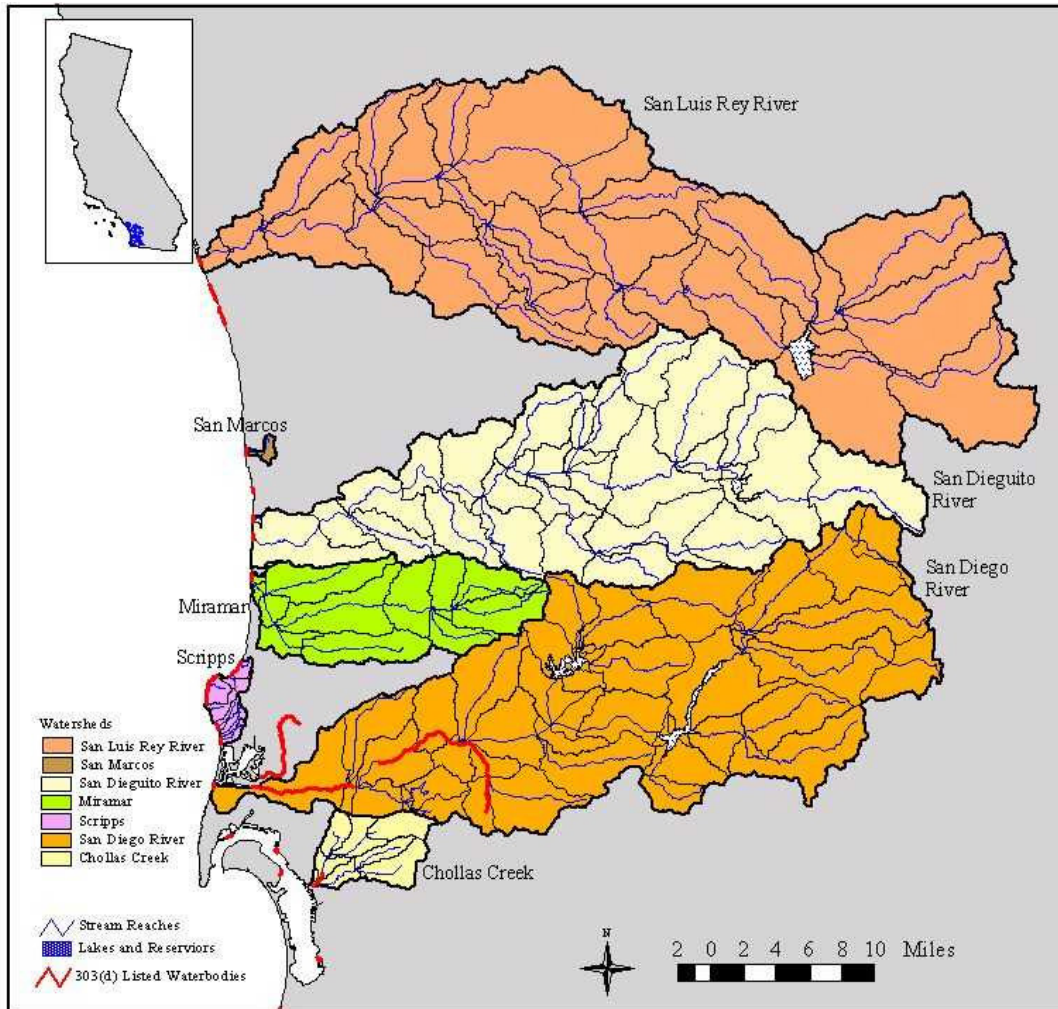 San Luis Rey River
San Marcos
San Dieguito
River
San Diego
River
Miramar
Scripps
Chollas Creek
Watersheds
San Luis Rey River
San Marcos
San Dieguito River
Miramar
Scripps
San Diego River
Chollas Creek
Stream Reaches
Lakes and Reserviors
303(d) Listed Waterbodies
N
2 0 2 4 6 8 10 Miles